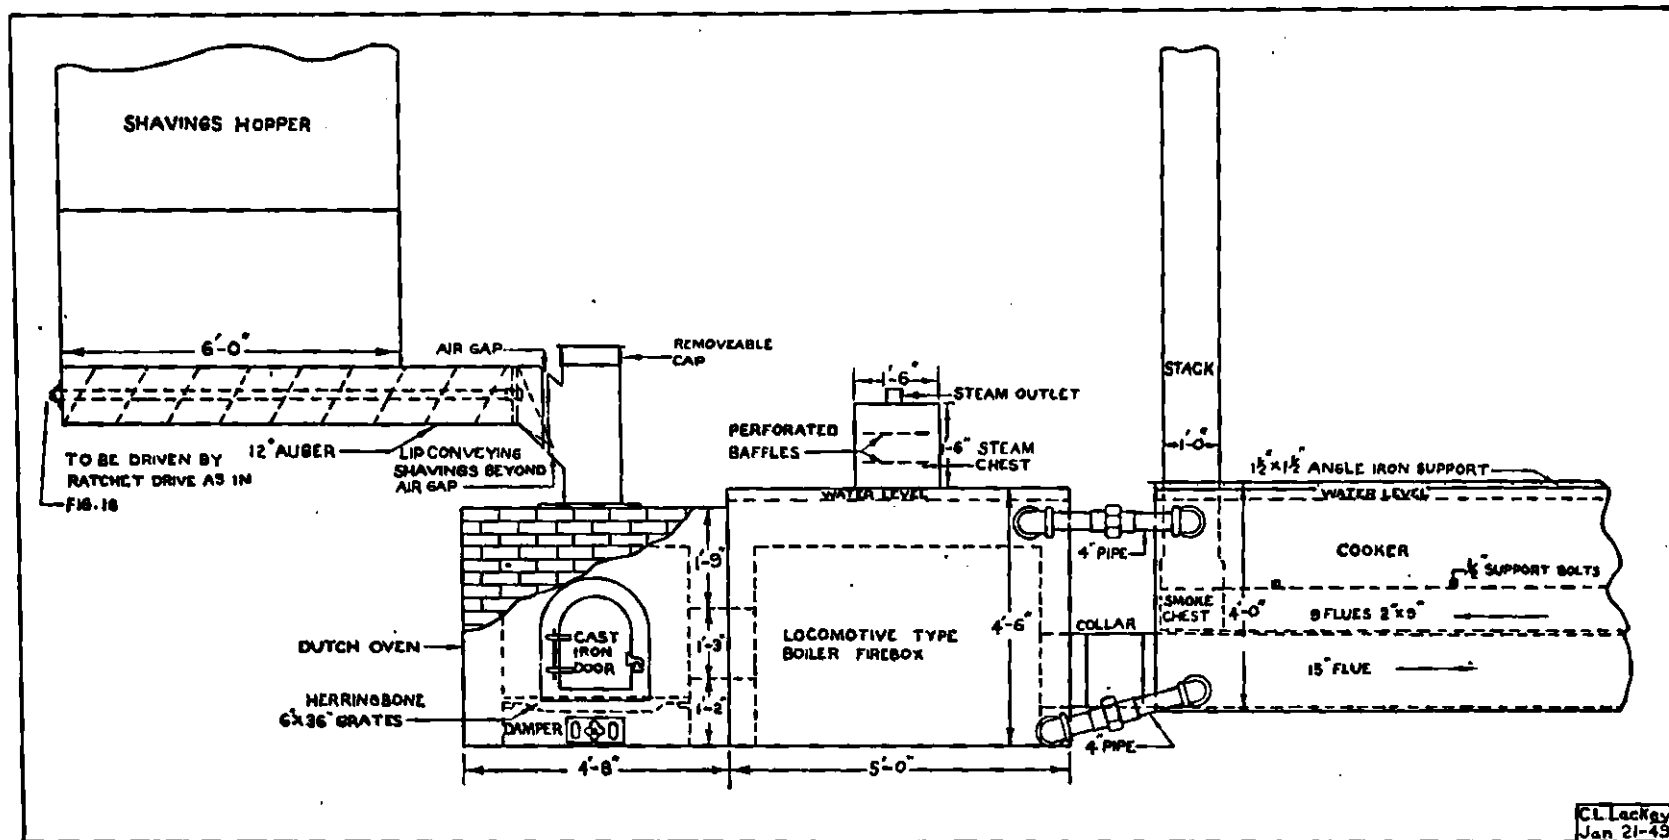 SHAVINGS HOPPER
6'-0"
AIR GAP
REMOVEABLE
CAP
12" AUGER
LIP CONVEYING
SHAVINGS BEYOND
AIR GAP
TO BE DRIVEN BY
RATCHET DRIVE AS IN
FIG. 18
1'-6"
STEAM OUTLET
PERFORATED
BAFFLES
1'-6" STEAM
CHEST
WATER LEVEL
STACK
1'-0"
1½"x1½" ANGLE IRON SUPPORT
WATER LEVEL
4" PIPE
COOKER
½" SUPPORT BOLTS
SMOKE
CHEST
4'-0"
9 FLUES 2"x9"
COLLAR
15" FLUE
4" PIPE
1'-9"
1'-3"
1'-2"
DUTCH OVEN
CAST
IRON
DOOR
HERRINGBONE
6"x36" GRATES
DAMPER
LOCOMOTIVE TYPE
BOILER FIREBOX
4'-6"
4'-8"
5'-0"
C.L. Lackey
Jan 21-49